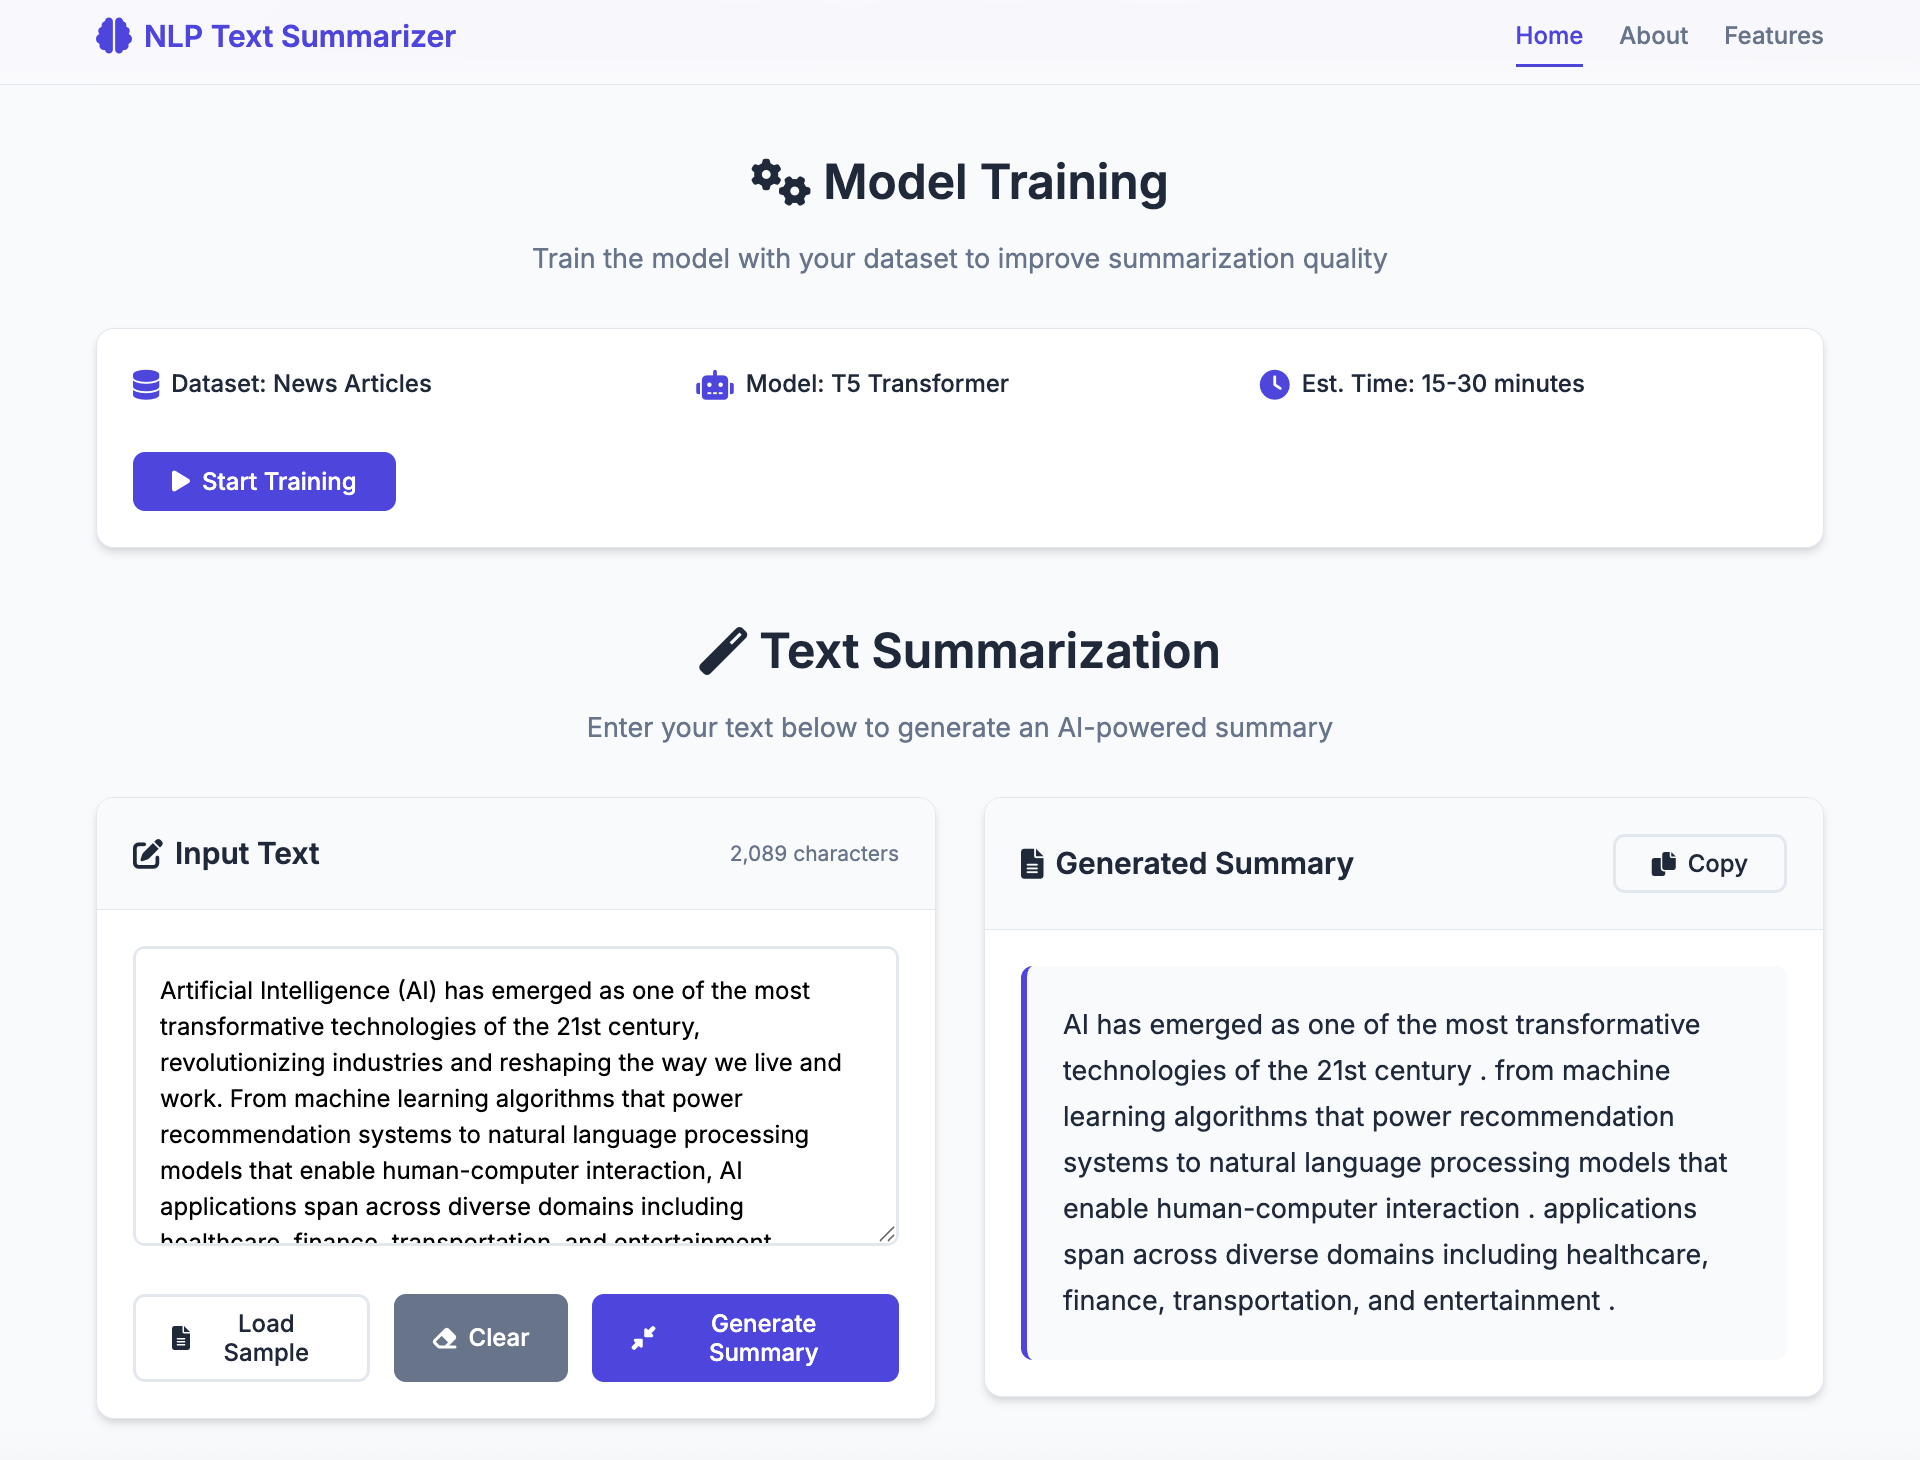 NLP Text Summarizer
Home
About
Features
Model Training
Train the model with your dataset to improve summarization quality
Dataset: News Articles
Model: T5 Transformer
Est. Time: 15-30 minutes
Start Training
Text Summarization
Enter your text below to generate an AI-powered summary
Input Text
2,089 characters
Artificial Intelligence (AI) has emerged as one of the most
transformative technologies of the 21st century,
revolutionizing industries and reshaping the way we live and
work. From machine learning algorithms that power
recommendation systems to natural language processing
models that enable human-computer interaction, AI
applications span across diverse domains including
healthcare, finance, transportation, and entertainment
Load
Sample
Clear
Generate
Summary
Generated Summary
Copy
AI has emerged as one of the most transformative
technologies of the 21st century . from machine
learning algorithms that power recommendation
systems to natural language processing models that
enable human-computer interaction . applications
span across diverse domains including healthcare,
finance, transportation, and entertainment .